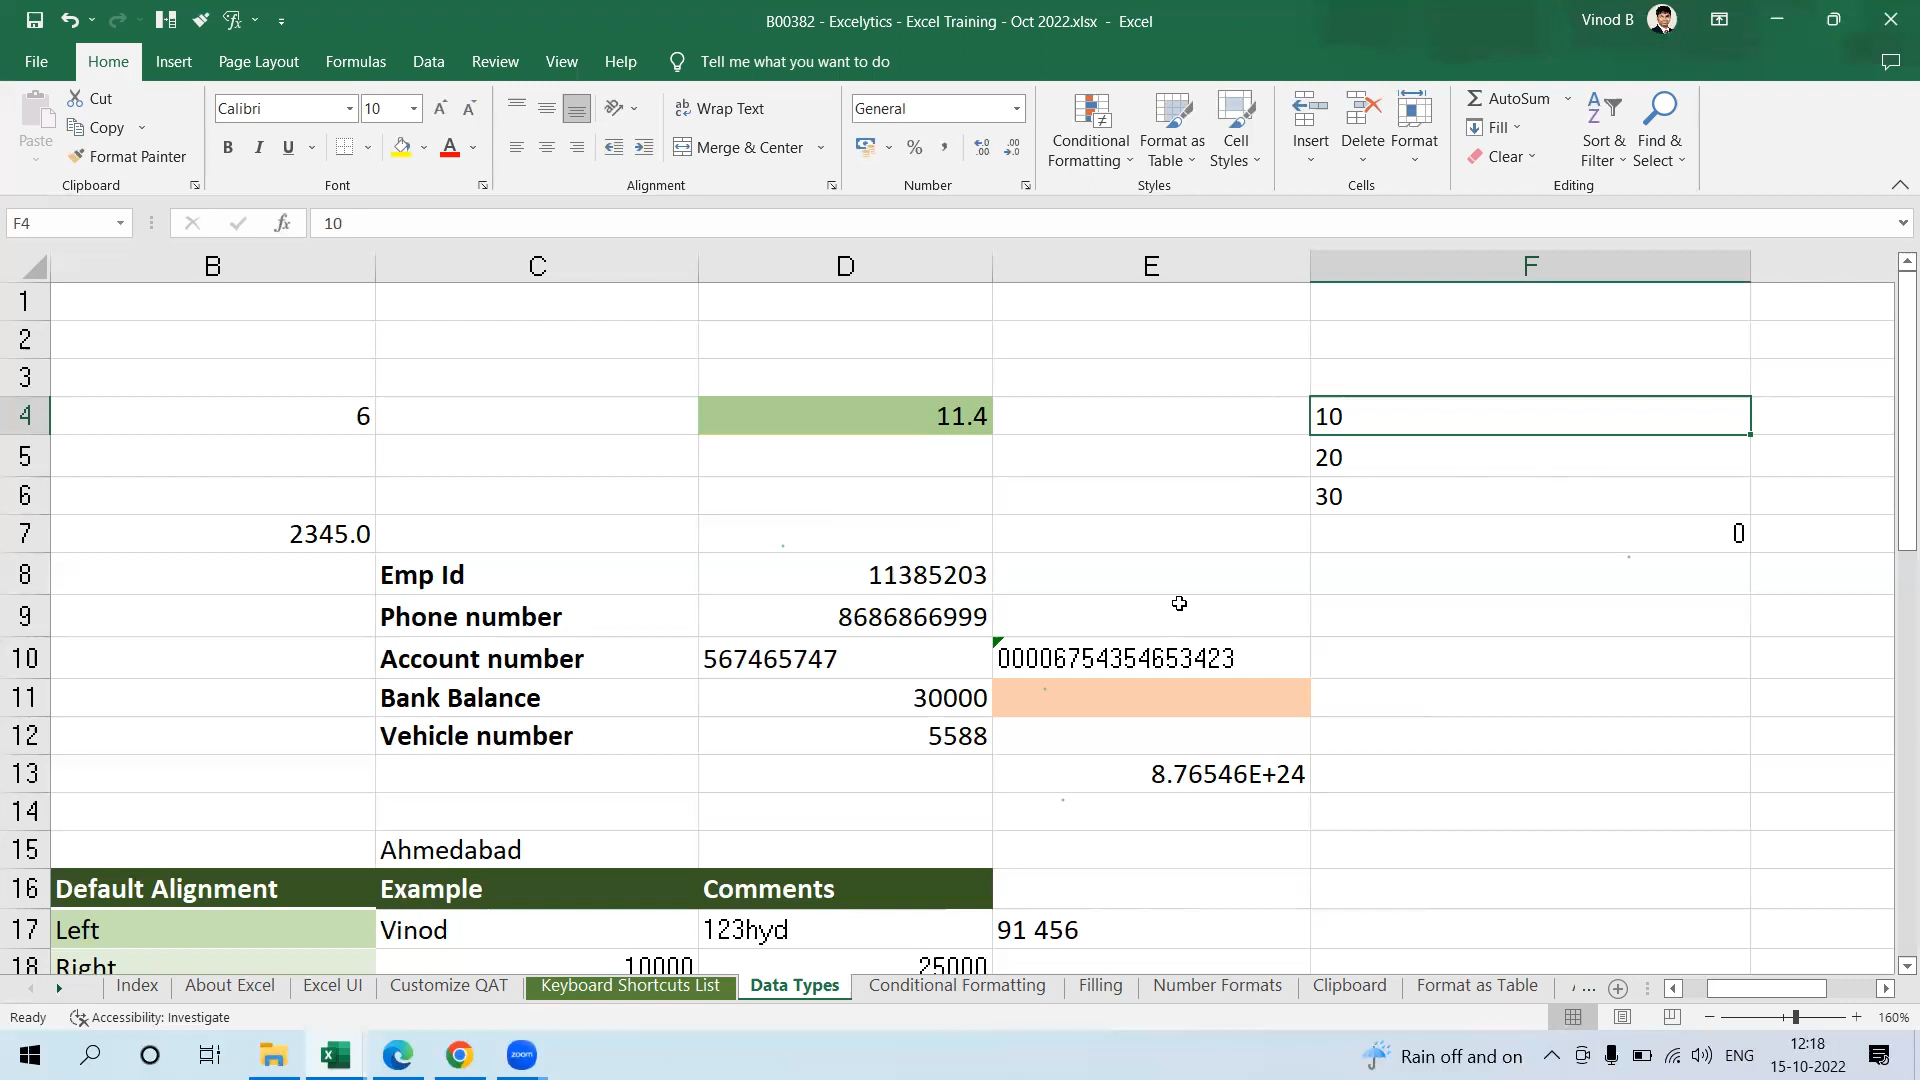 B00382 - Excelytics - Excel Training - Oct 2022.xlsx - Excel
Vinod B
File Home Insert Page Layout Formulas Data Review View Help Tell me what you want to do
Cut
Copy
Format Painter
Paste
Clipboard
Calibri 10
Font
Wrap Text
Merge & Center
Alignment
General
Number
Conditional Formatting
Format as Table
Cell Styles
Styles
Insert
Delete
Format
Cells
AutoSum
Fill
Clear
Sort & Filter
Find & Select
Editing
F4 fx 10
B C D E F
1
2
3
4 6 11.4 10
5 20
6 30
7 2345.0 0
8 Emp Id 11385203
9 Phone number 8686866999
10 Account number 567465747 00006754354653423
11 Bank Balance 30000
12 Vehicle number 5588
13 8.76546E+24
14
15 Ahmedabad
16 Default Alignment Example Comments
17 Left Vinod 123hyd 91 456
18 Right 10000 25000
Index About Excel Excel UI Customize QAT Keyboard Shortcuts List Data Types Conditional Formatting Filling Number Formats Clipboard Format as Table ...
Ready Accessibility: Investigate 160%
zoom
Rain off and on ENG 12:18
15-10-2022